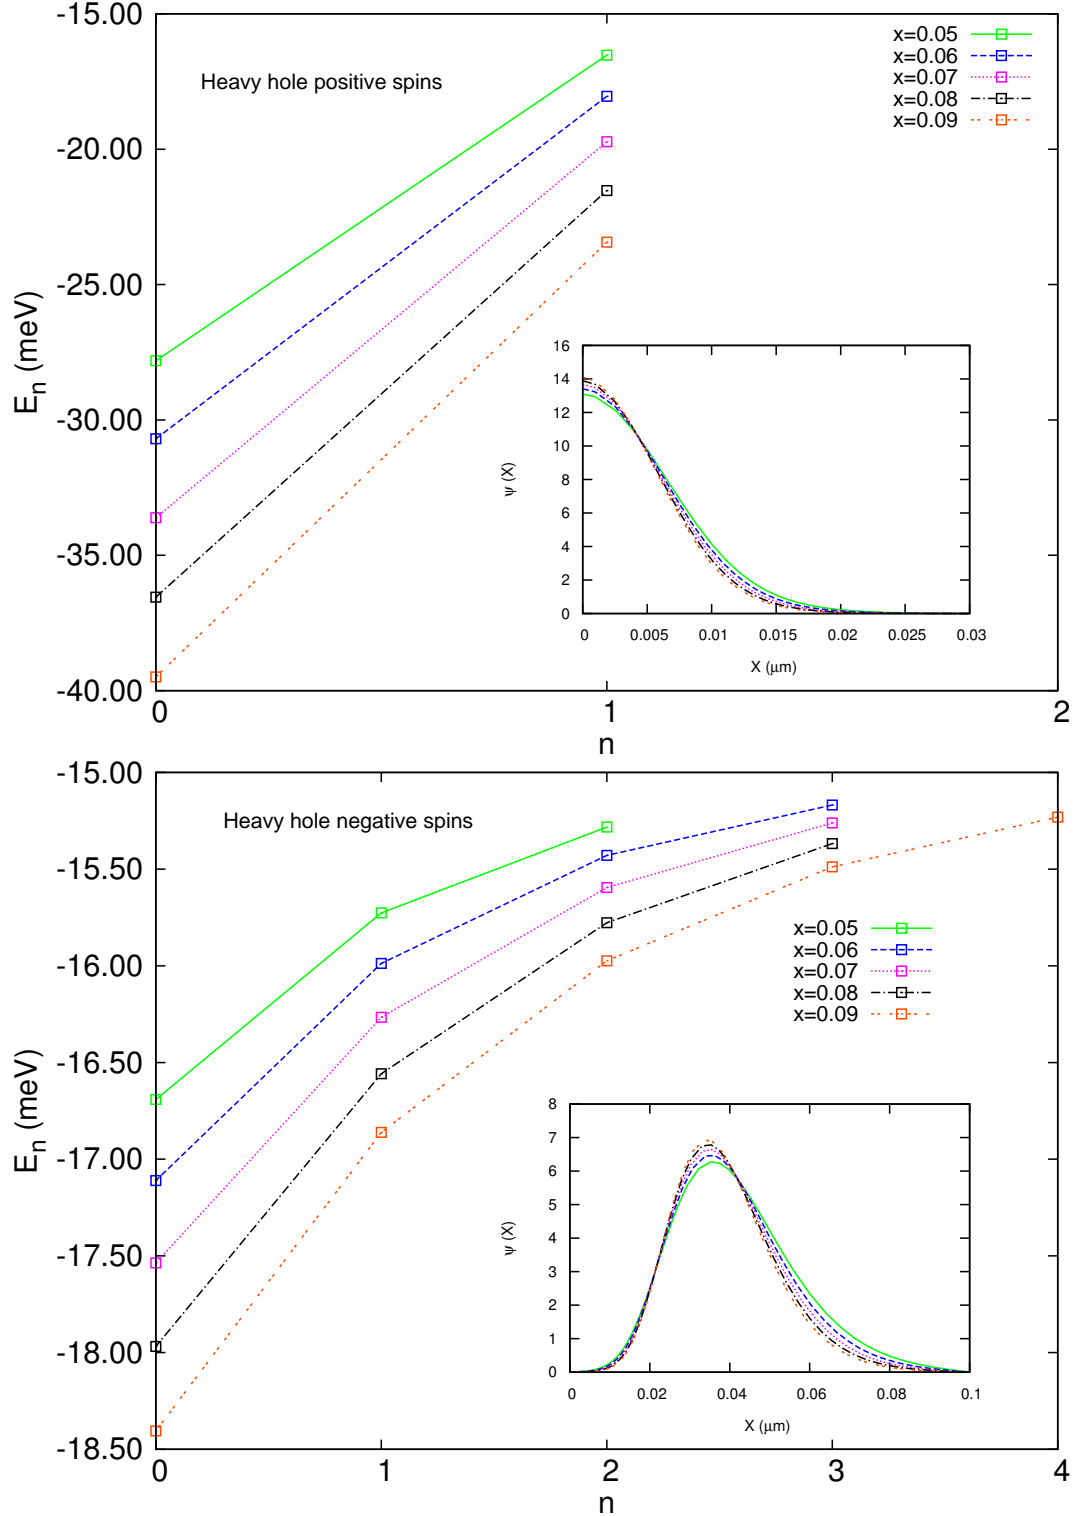 -15.00
-20.00
-25.00
-30.00
-35.00
-40.00
E_n (meV)
Heavy hole positive spins
x=0.05
x=0.06
x=0.07
x=0.08
x=0.09
16
14
12
10
8
6
4
2
0
ψ (X)
0 0.005 0.01 0.015 0.02 0.025 0.03
X (μm)
0 1 2
n
-15.00
-15.50
-16.00
-16.50
-17.00
-17.50
-18.00
-18.50
E_n (meV)
Heavy hole negative spins
x=0.05
x=0.06
x=0.07
x=0.08
x=0.09
8
7
6
5
4
3
2
1
0
ψ (X)
0 0.02 0.04 0.06 0.08 0.1
X (μm)
0 1 2 3 4
n